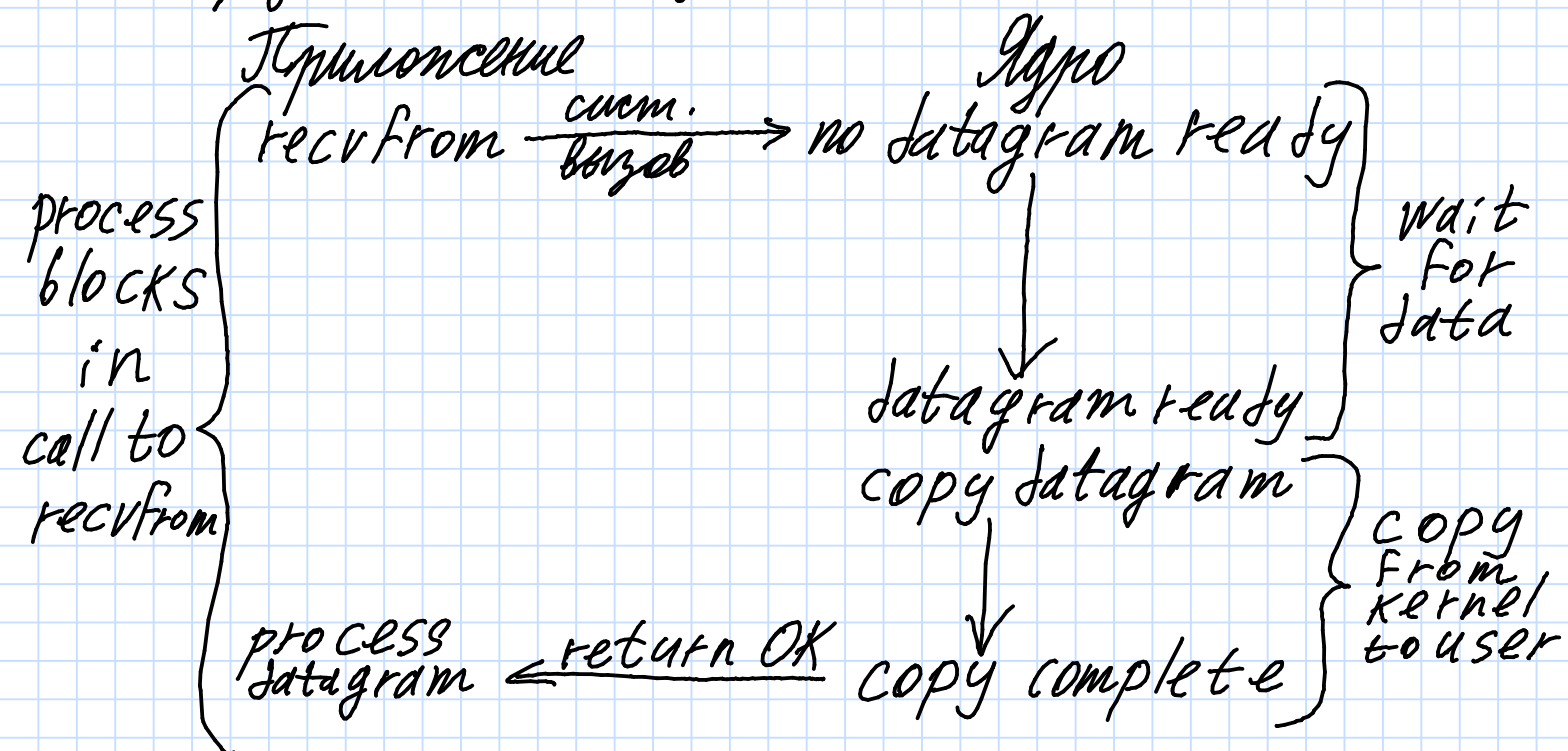 Приложение
Ядро
recvfrom
сист.
вызов
no datagram ready
process
blocks
in
call to
recvfrom
wait
for
data
datagram ready
copy datagram
copy
from
kernel
to user
process
datagram
return OK
copy complete